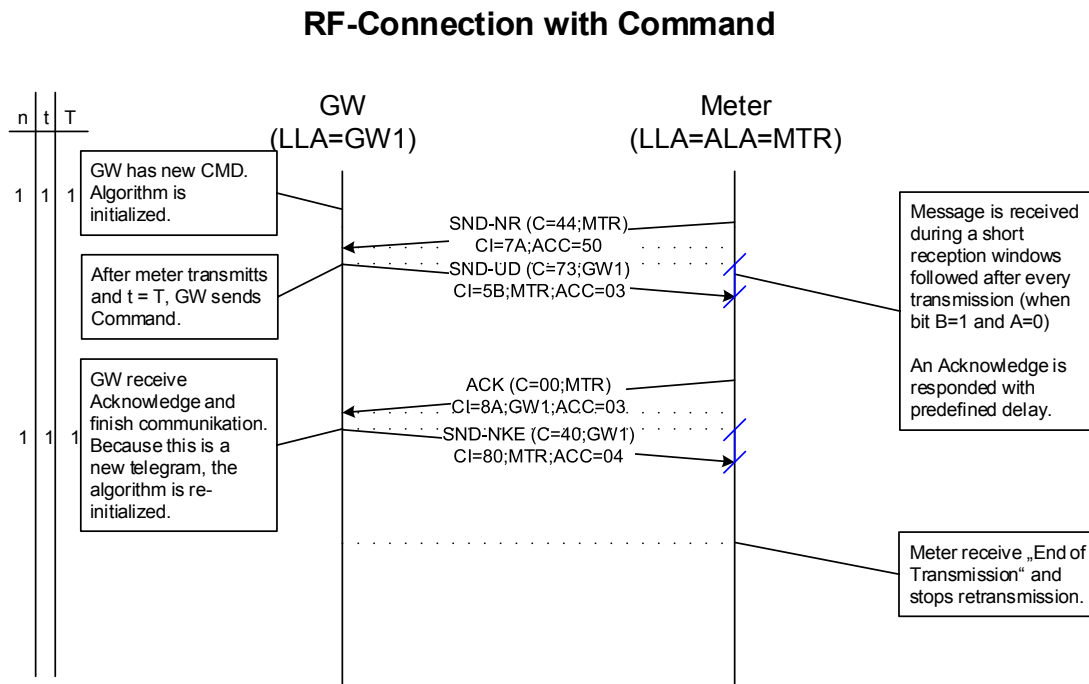 RF-Connection with Command
n t T
GW
(LLA=GW1)
Meter
(LLA=ALA=MTR)
1 1 1
GW has new CMD.
Algorithm is
initialized.
SND-NR (C=44;MTR)
CI=7A;ACC=50
After meter transmitts
and t = T, GW sends
Command.
SND-UD (C=73;GW1)
CI=5B;MTR;ACC=03
Message is received
during a short
reception windows
followed after every
transmission (when
bit B=1 and A=0)
An Acknowledge is
responded with
predefined delay.
1 1 1
GW receive
Acknowledge and
finish communikation.
Because this is a
new telegram, the
algorithm is re-
initialized.
ACK (C=00;MTR)
CI=8A;GW1;ACC=03
SND-NKE (C=40;GW1)
CI=80;MTR;ACC=04
Meter receive „End of
Transmission“ and
stops retransmission.